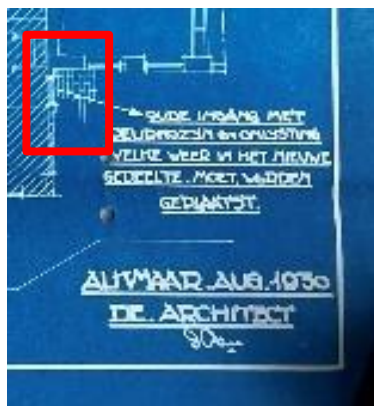 OUDE INGANG MET
DEURKOZIJN EN OMLYSTING
WELKE WEER IN HET NIEUWE
GEDEELTE MOET WORDEN
GEPLAATST.
ALKMAAR. AUG. 1930
DE. ARCHITECT